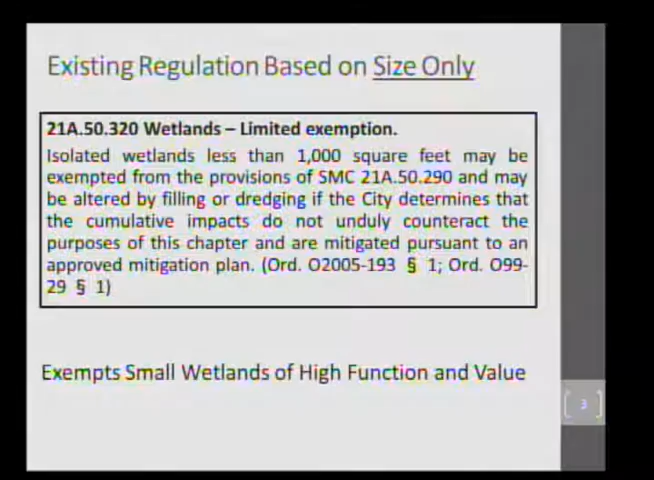 Existing Regulation Based on Size Only
21A.50.320 Wetlands – Limited exemption.
Isolated wetlands less than 1,000 square feet may be
exempted from the provisions of SMC 21A.50.290 and may
be altered by filling or dredging if the City determines that
the cumulative impacts do not unduly counteract the
purposes of this chapter and are mitigated pursuant to an
approved mitigation plan. (Ord. O2005-193 § 1; Ord. O99-
29 § 1)
Exempts Small Wetlands of High Function and Value
[ 3 ]